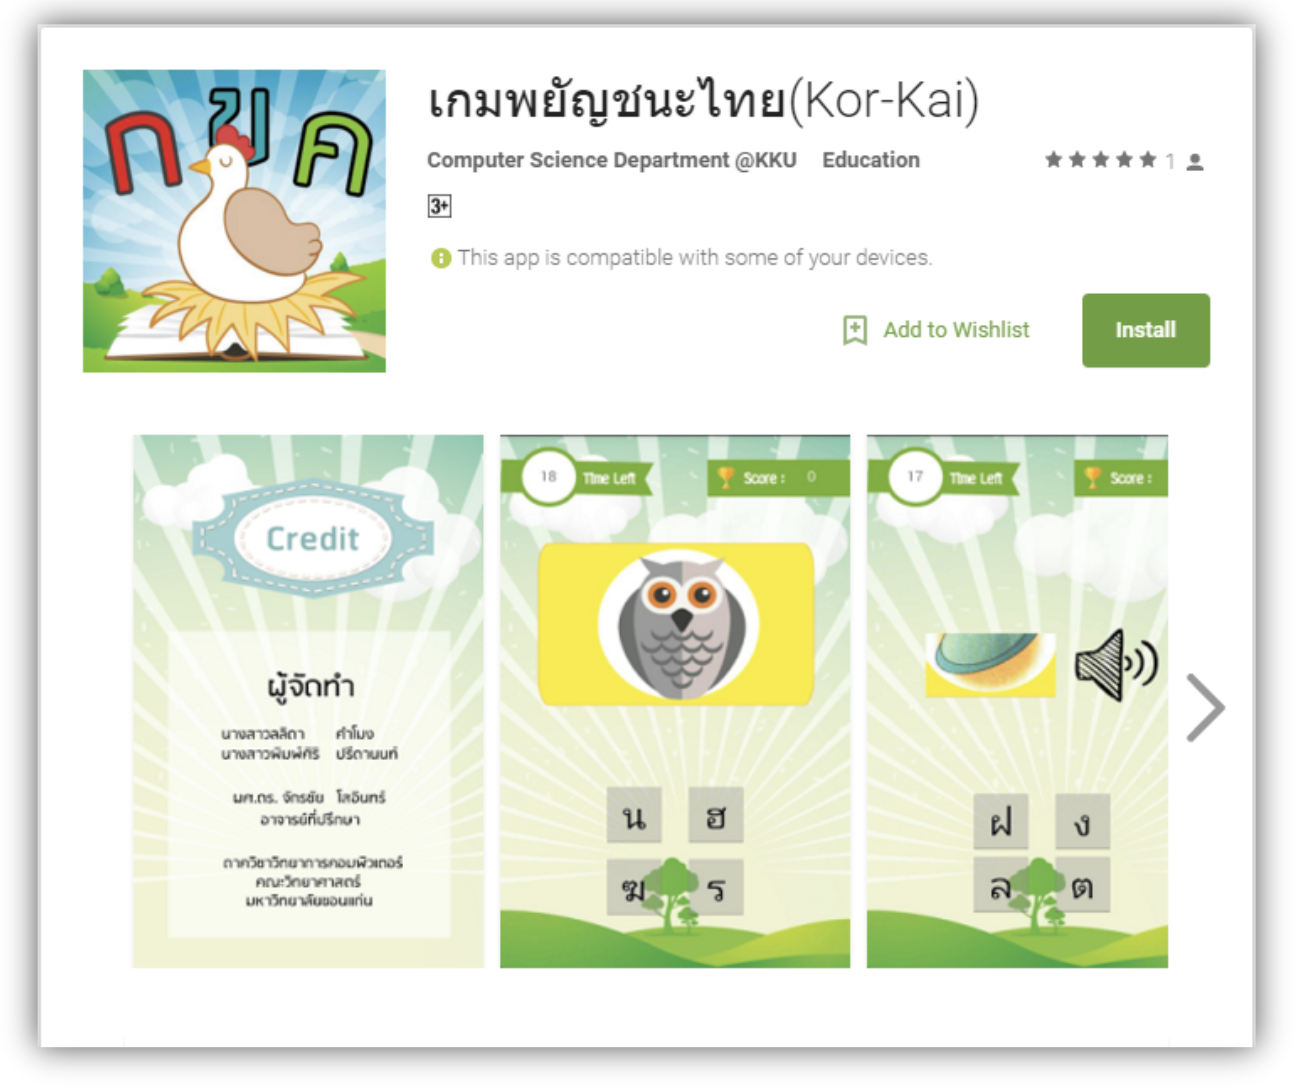 ก ข ค
เกมพยัญชนะไทย(Kor-Kai)
Computer Science Department @KKU Education
1
3+
This app is compatible with some of your devices.
Add to Wishlist
Install
Credit
ผู้จัดทำ
นางสาวลลิตา คำโมง
นางสาวพิมพ์ศิริ ปรีดานนท์
ผศ.ดร. จักรชัย โสอินทร์
อาจารย์ที่ปรึกษา
ภาควิชาวิทยาการคอมพิวเตอร์
คณะวิทยาศาสตร์
มหาวิทยาลัยขอนแก่น
18 Time Left Score : 0
น ฮ
ฆ ร
17 Time Left Score :
ฝ ง
ล ต